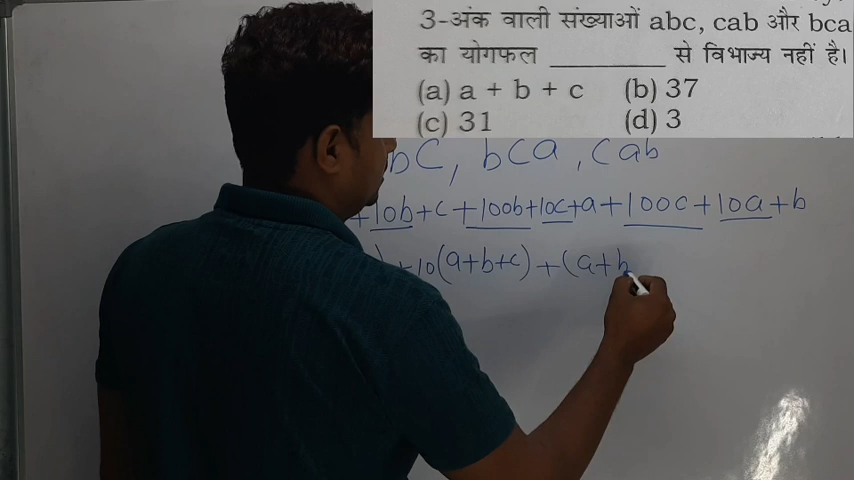 3-अंक वाली संख्याओं abc, cab और bca
का योगफल __________ से विभाज्य नहीं है।
(a) a + b + c (b) 37
(c) 31 (d) 3
bC, bca, cab
+10b+c+100b+10c+a+100c+10a+b
)+10(a+b+c)+(a+b